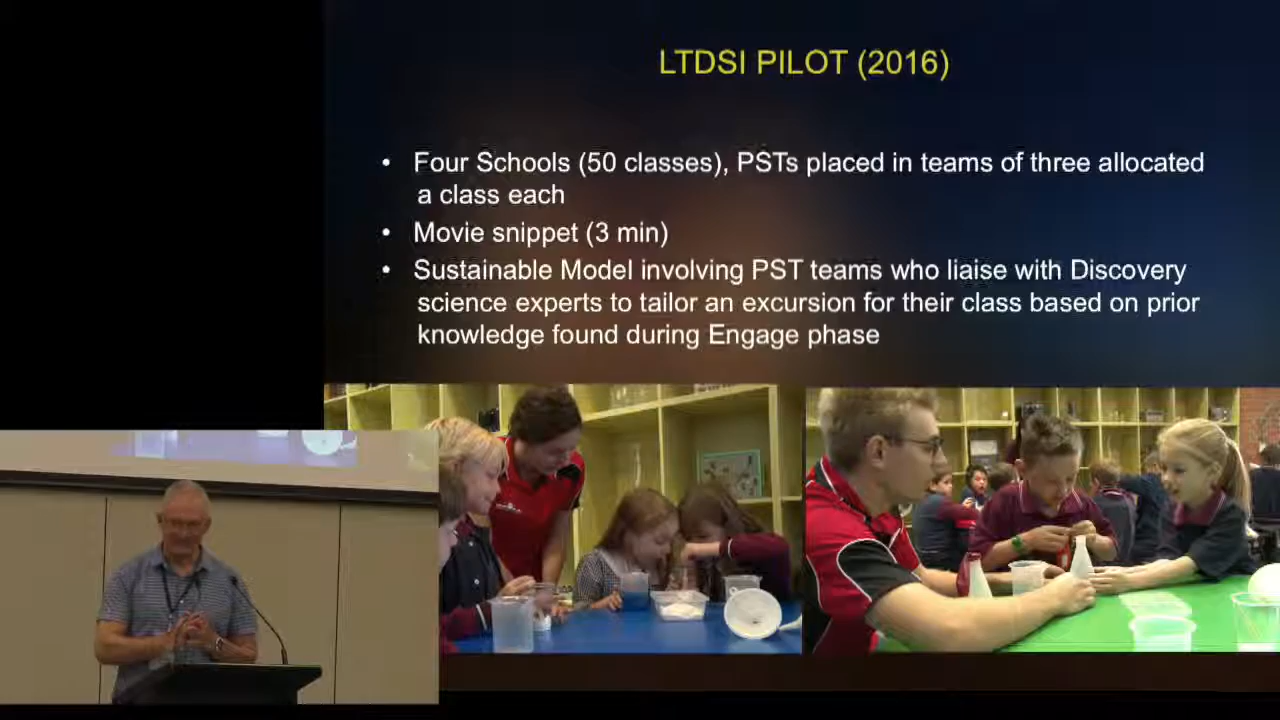 LTDSI PILOT (2016)
• Four Schools (50 classes), PSTs placed in teams of three allocated
a class each
• Movie snippet (3 min)
• Sustainable Model involving PST teams who liaise with Discovery
science experts to tailor an excursion for their class based on prior
knowledge found during Engage phase